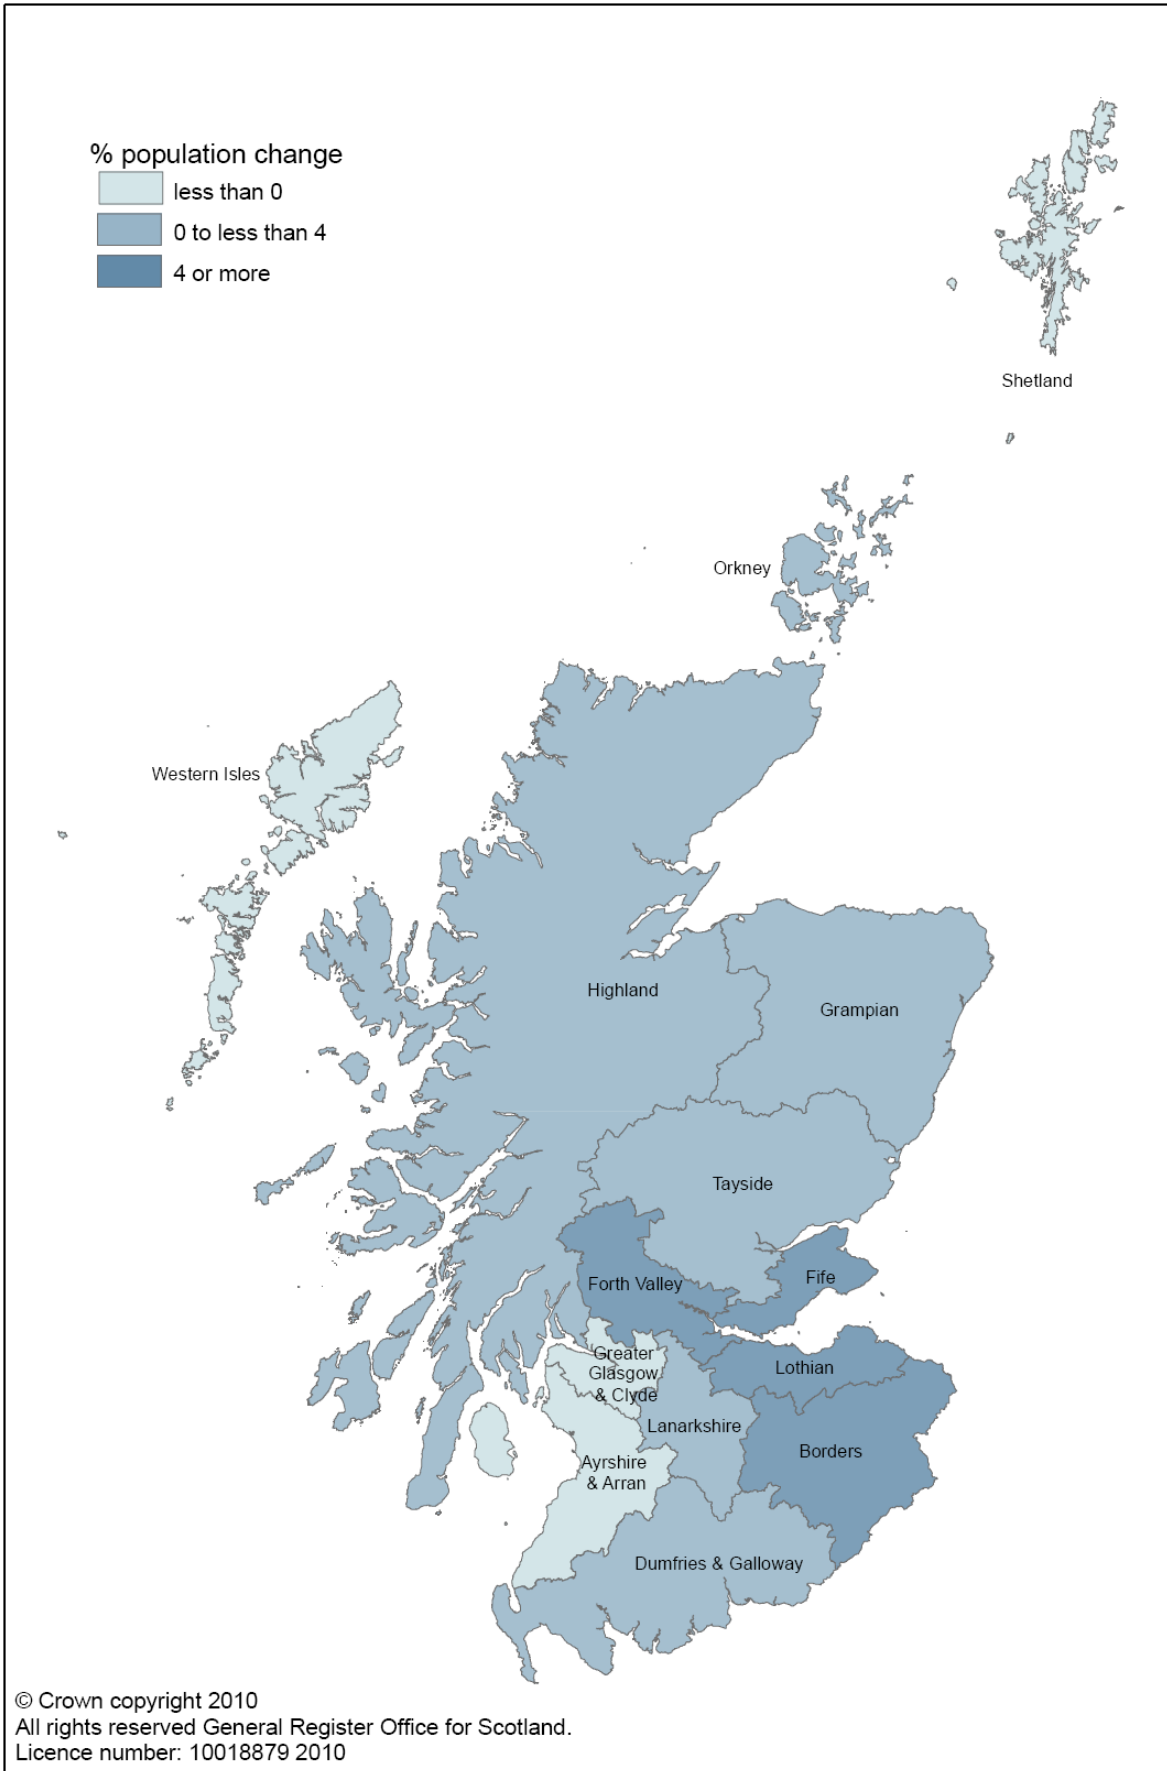 % population change
less than 0
0 to less than 4
4 or more
Shetland
Orkney
Western Isles
Highland
Grampian
Tayside
Forth Valley
Fife
Greater
Glasgow
& Clyde
Lothian
Lanarkshire
Borders
Ayrshire
& Arran
Dumfries & Galloway
© Crown copyright 2010
All rights reserved General Register Office for Scotland.
Licence number: 10018879 2010